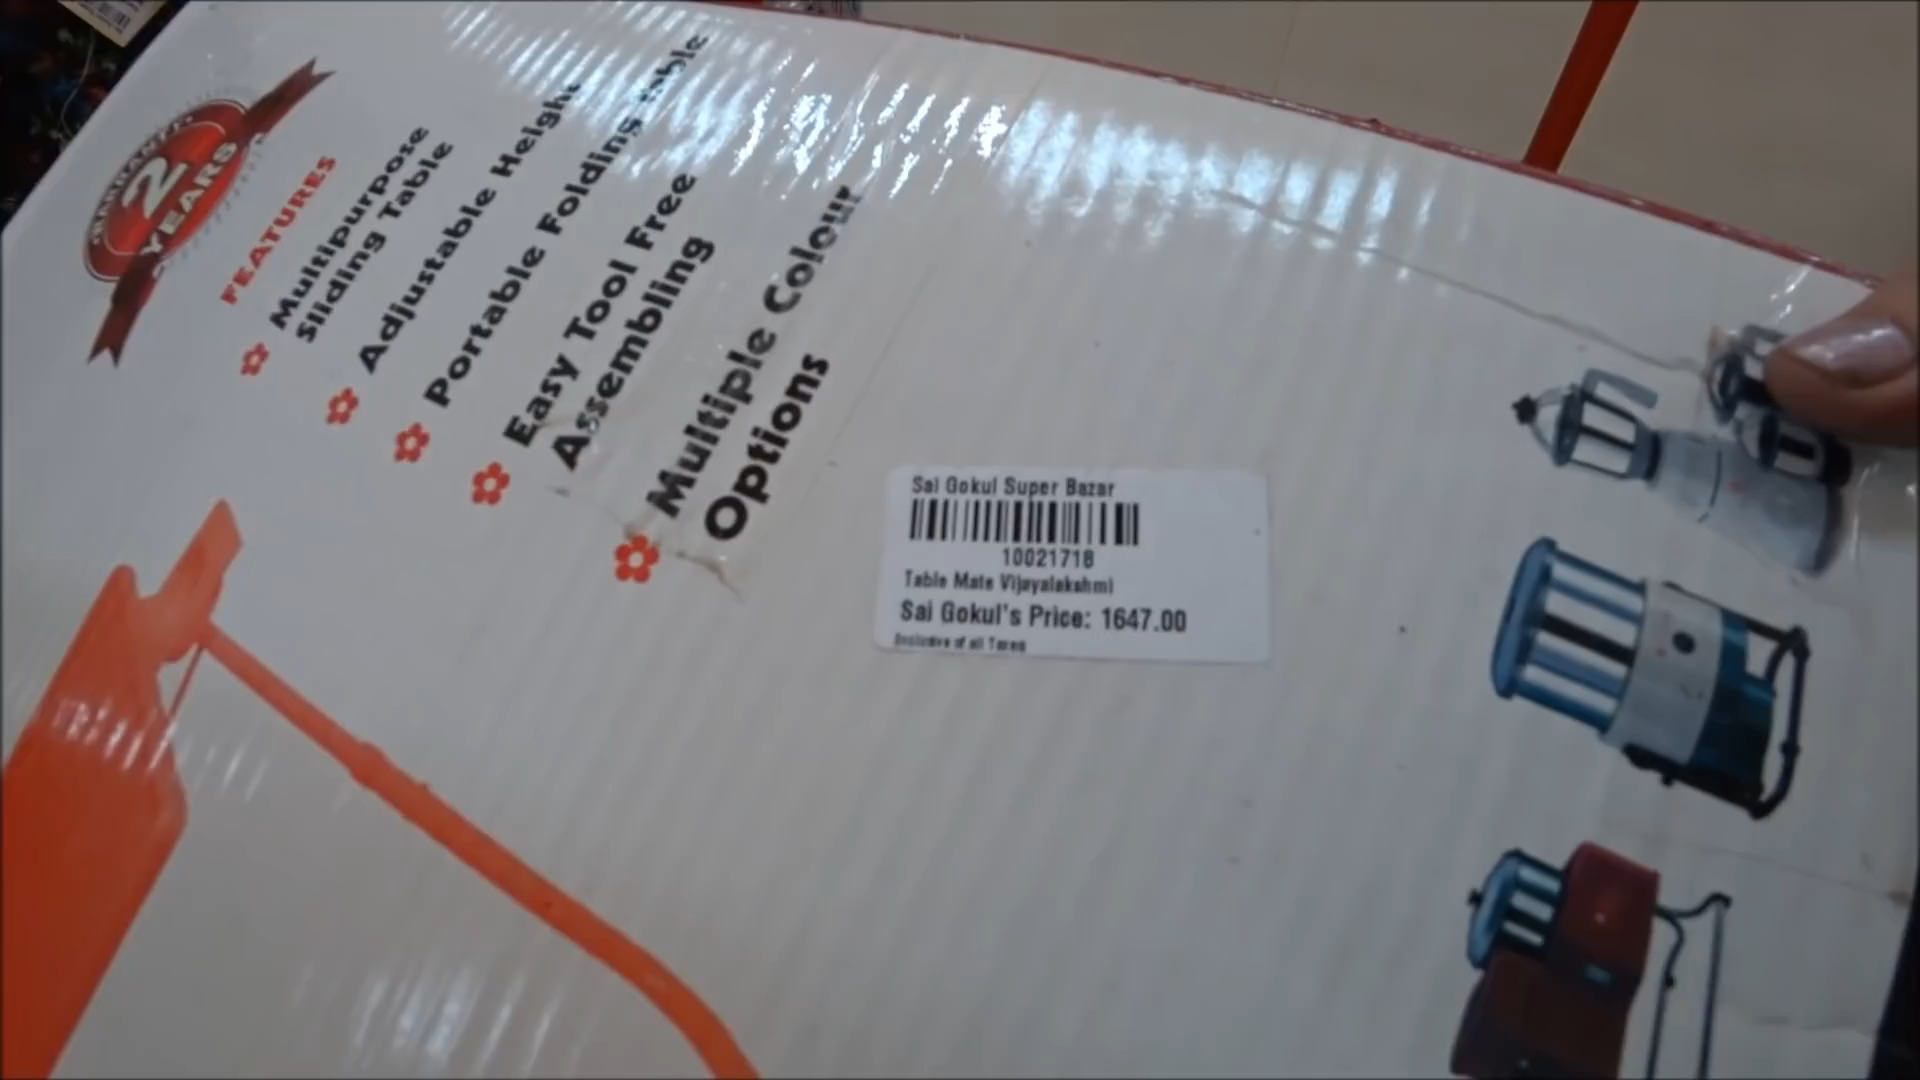 WARRANTY
2
YEARS
FEATURES
Multipurpose
Sliding Table
Adjustable Height
Portable Folding Table
Easy Tool Free
Assembling
Multiple Colour
Options
Sai Gokul Super Bazar
10021718
Table Mate Vijayalakshmi
Sai Gokul's Price: 1647.00
Inclusive of all Taxes